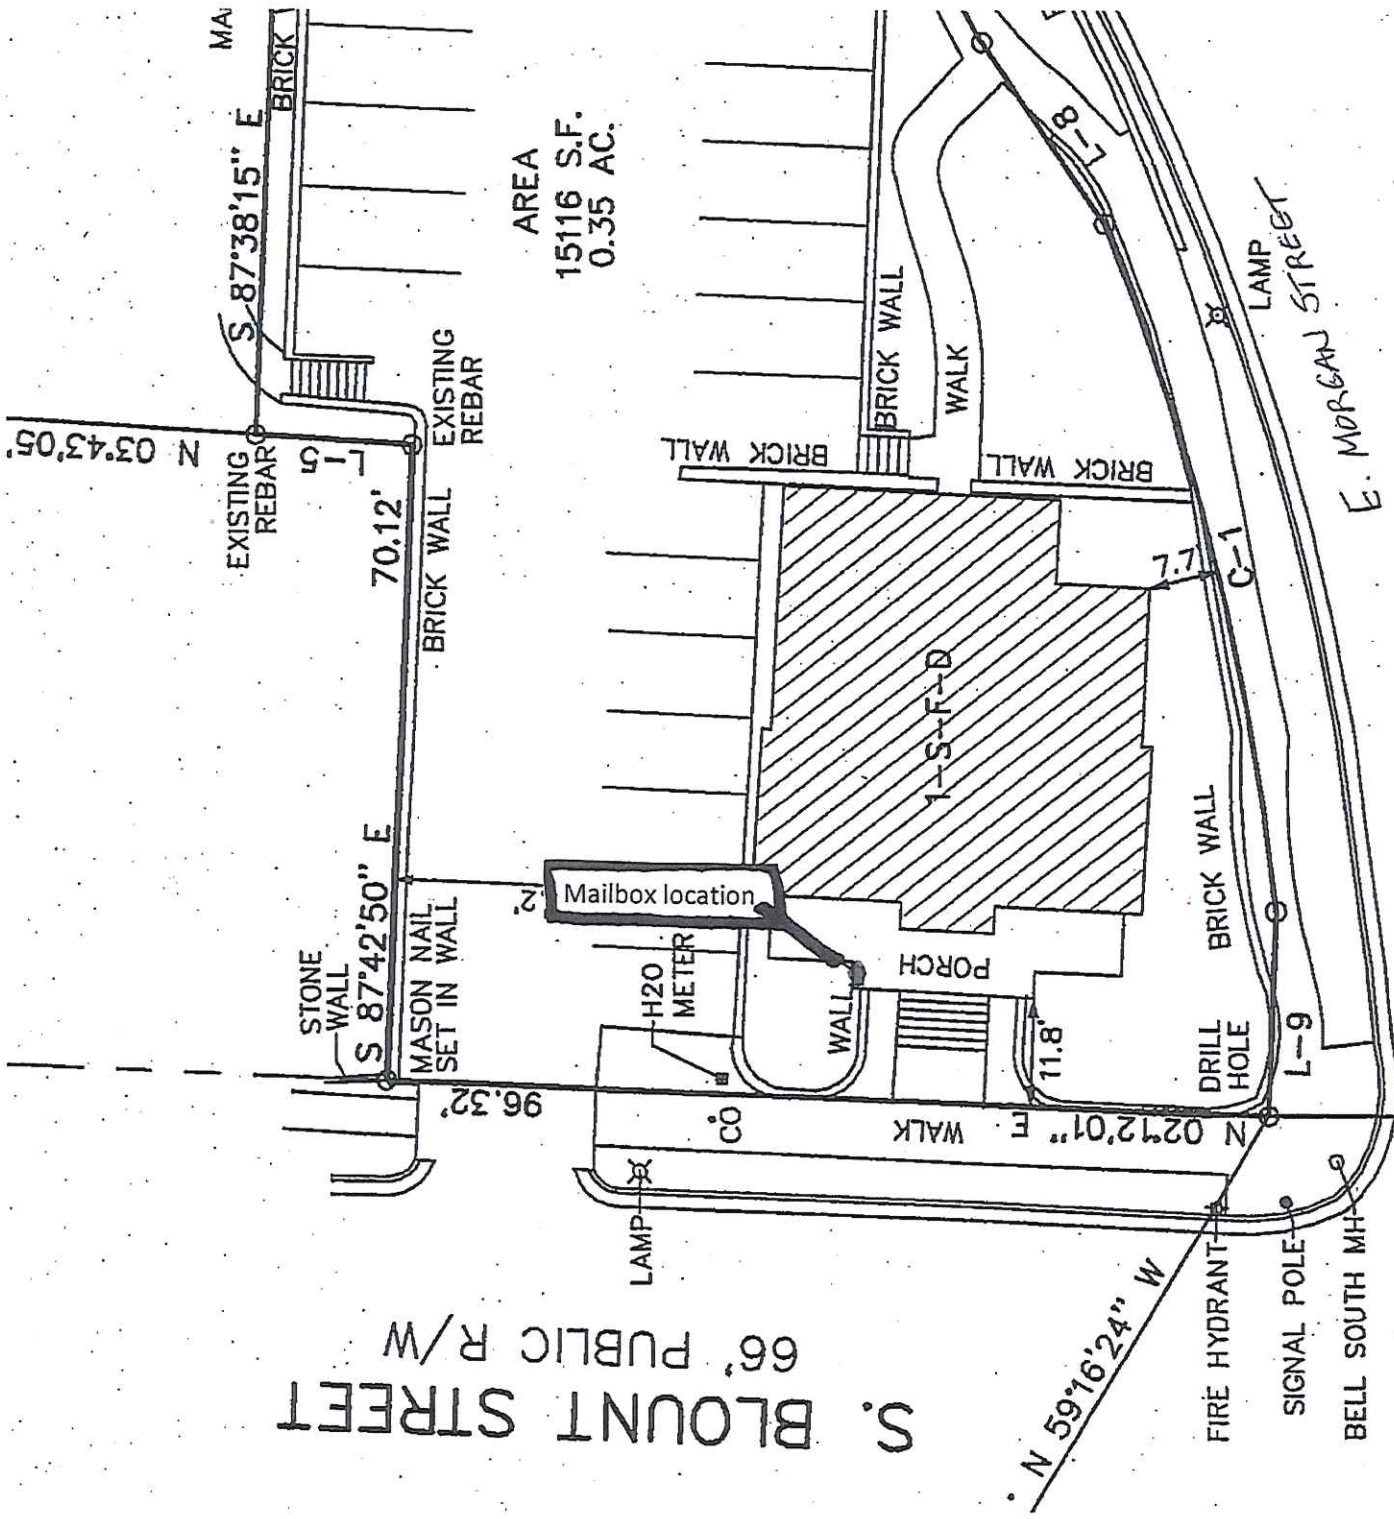 MA
BRICK
S 87°38'15" E
AREA
15116 S.F.
0.35 AC.
N 03°43'05"
EXISTING
REBAR
L-5
EXISTING
REBAR
70.12'
BRICK WALL
S 87°42'50" E
STONE
WALL
MASON NAIL
SET IN WALL
96.32'
2'
Mailbox location
H20
METER
CO.
WALL
PORCH
1-S-F-D
BRICK WALL
BRICK WALL
WALK
BRICK WALL
L-8
LAMP
E. MORGAN STREET
7.7'
C-1
BRICK WALL
11.8'
DRILL
HOLE
L-9
WALK
N 02°12'01" E
LAMP
S. BLOUNT STREET
66' PUBLIC R/W
N 59°16'24" W
FIRE HYDRANT
SIGNAL POLE
BELL SOUTH MH